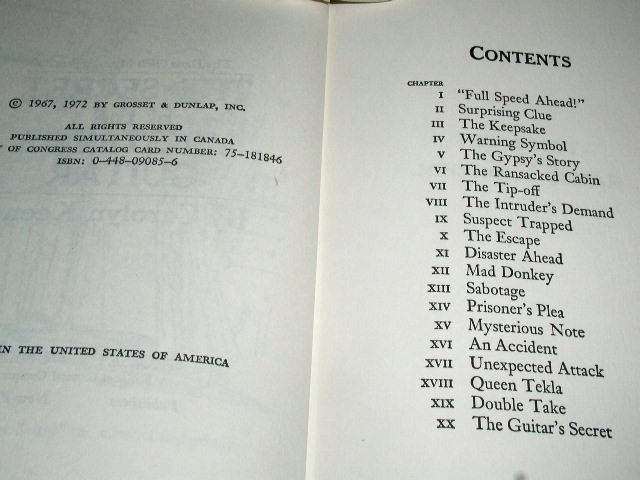 © 1967, 1972 BY GROSSET & DUNLAP, INC.
ALL RIGHTS RESERVED
PUBLISHED SIMULTANEOUSLY IN CANADA
OF CONGRESS CATALOG CARD NUMBER: 75-181846
ISBN: 0-448-09085-6
IN THE UNITED STATES OF AMERICA
CONTENTS
CHAPTER
I "Full Speed Ahead!"
II Surprising Clue
III The Keepsake
IV Warning Symbol
V The Gypsy's Story
VI The Ransacked Cabin
VII The Tip-off
VIII The Intruder's Demand
IX Suspect Trapped
X The Escape
XI Disaster Ahead
XII Mad Donkey
XIII Sabotage
XIV Prisoner's Plea
XV Mysterious Note
XVI An Accident
XVII Unexpected Attack
XVIII Queen Tekla
XIX Double Take
XX The Guitar's Secret